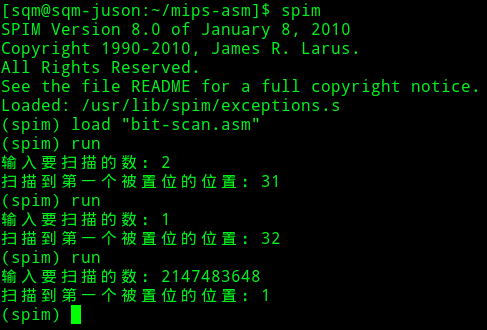 [sqm@sqm-juson:~/mips-asm]$ spim
SPIM Version 8.0 of January 8, 2010
Copyright 1990-2010, James R. Larus.
All Rights Reserved.
See the file README for a full copyright notice.
Loaded: /usr/lib/spim/exceptions.s
(spim) load "bit-scan.asm"
(spim) run
输入要扫描的数: 2
扫描到第一个被置位的位置: 31
(spim) run
输入要扫描的数: 1
扫描到第一个被置位的位置: 32
(spim) run
输入要扫描的数: 2147483648
扫描到第一个被置位的位置: 1
(spim)